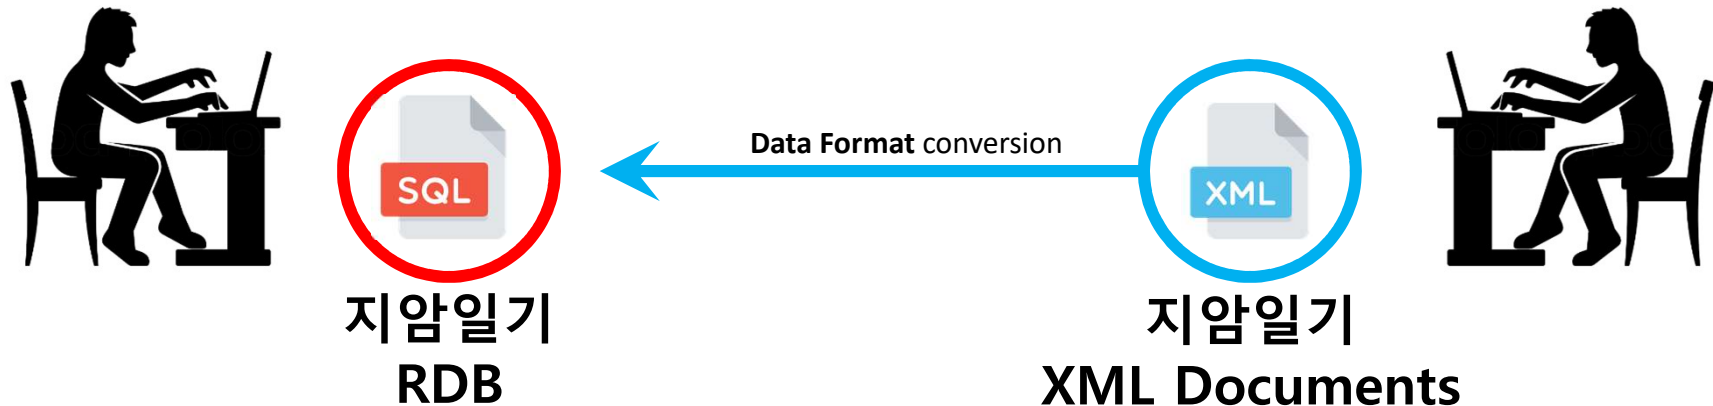 SQL
Data Format conversion
XML
지암일기
RDB
지암일기
XML Documents